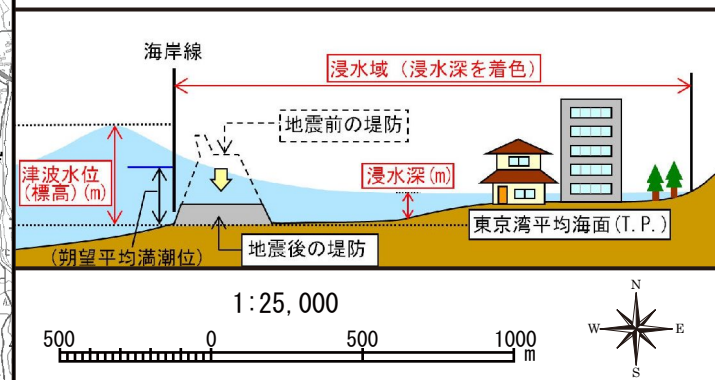 海岸線
浸水域（浸水深を着色）
地震前の堤防
津波水位
(標高)(m)
浸水深(m)
東京湾平均海面(T.P.)
(朔望平均満潮位)
地震後の堤防
1:25,000
500 0 500 1000
m
N
W E
S